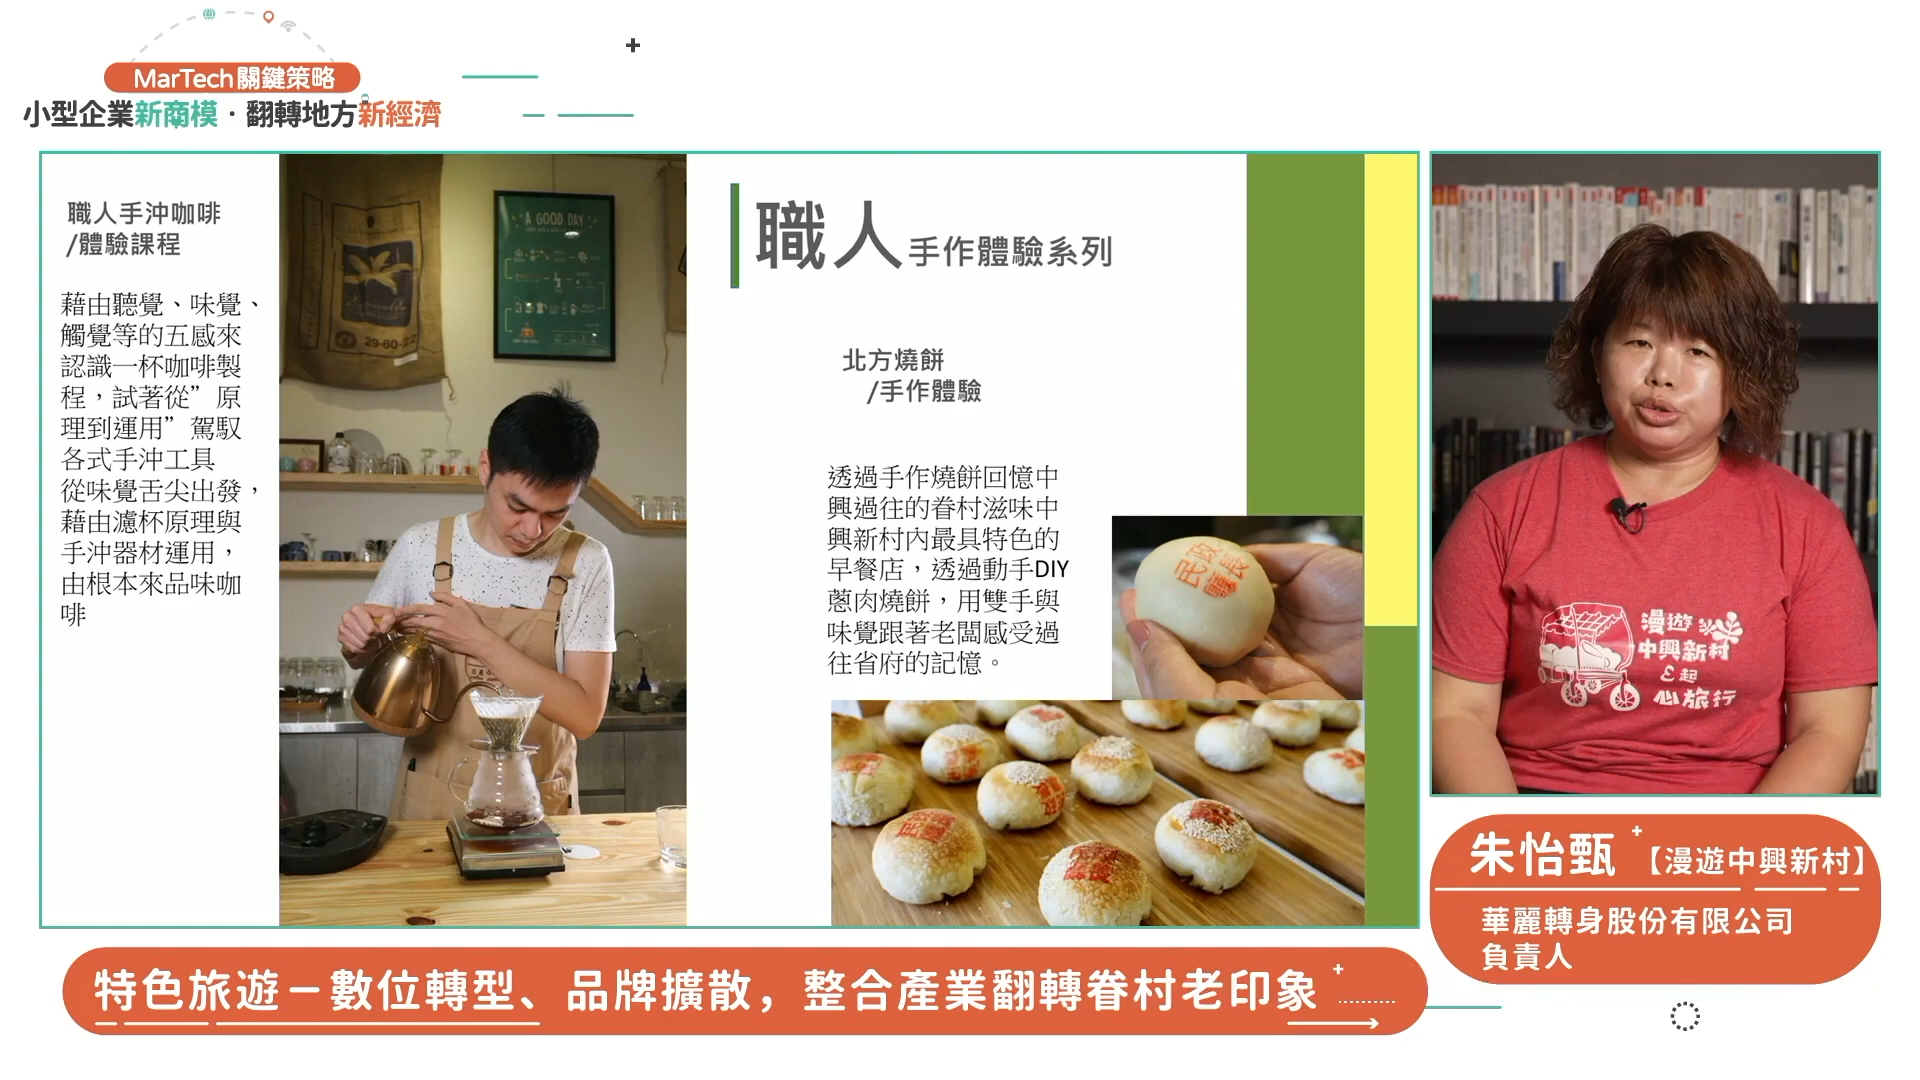 MarTech關鍵策略
小型企業新商模．翻轉地方新經濟
職人手沖咖啡
/體驗課程
藉由聽覺、味覺、
觸覺等的五感來
認識一杯咖啡製
程，試著從”原
理到運用”駕馭
各式手沖工具
從味覺舌尖出發，
藉由濾杯原理與
手沖器材運用，
由根本來品味咖
啡
A GOOD DAY
29-60-212
職人手作體驗系列
北方燒餅
/手作體驗
透過手作燒餅回憶中
興過往的眷村滋味中
興新村內最具特色的
早餐店，透過動手DIY
蔥肉燒餅，用雙手與
味覺跟著老闆感受過
往省府的記憶。
民政廳長
漫遊
中興新村
ε起
心旅行
朱怡甄【漫遊中興新村】
華麗轉身股份有限公司
負責人
特色旅遊－數位轉型、品牌擴散，整合產業翻轉眷村老印象